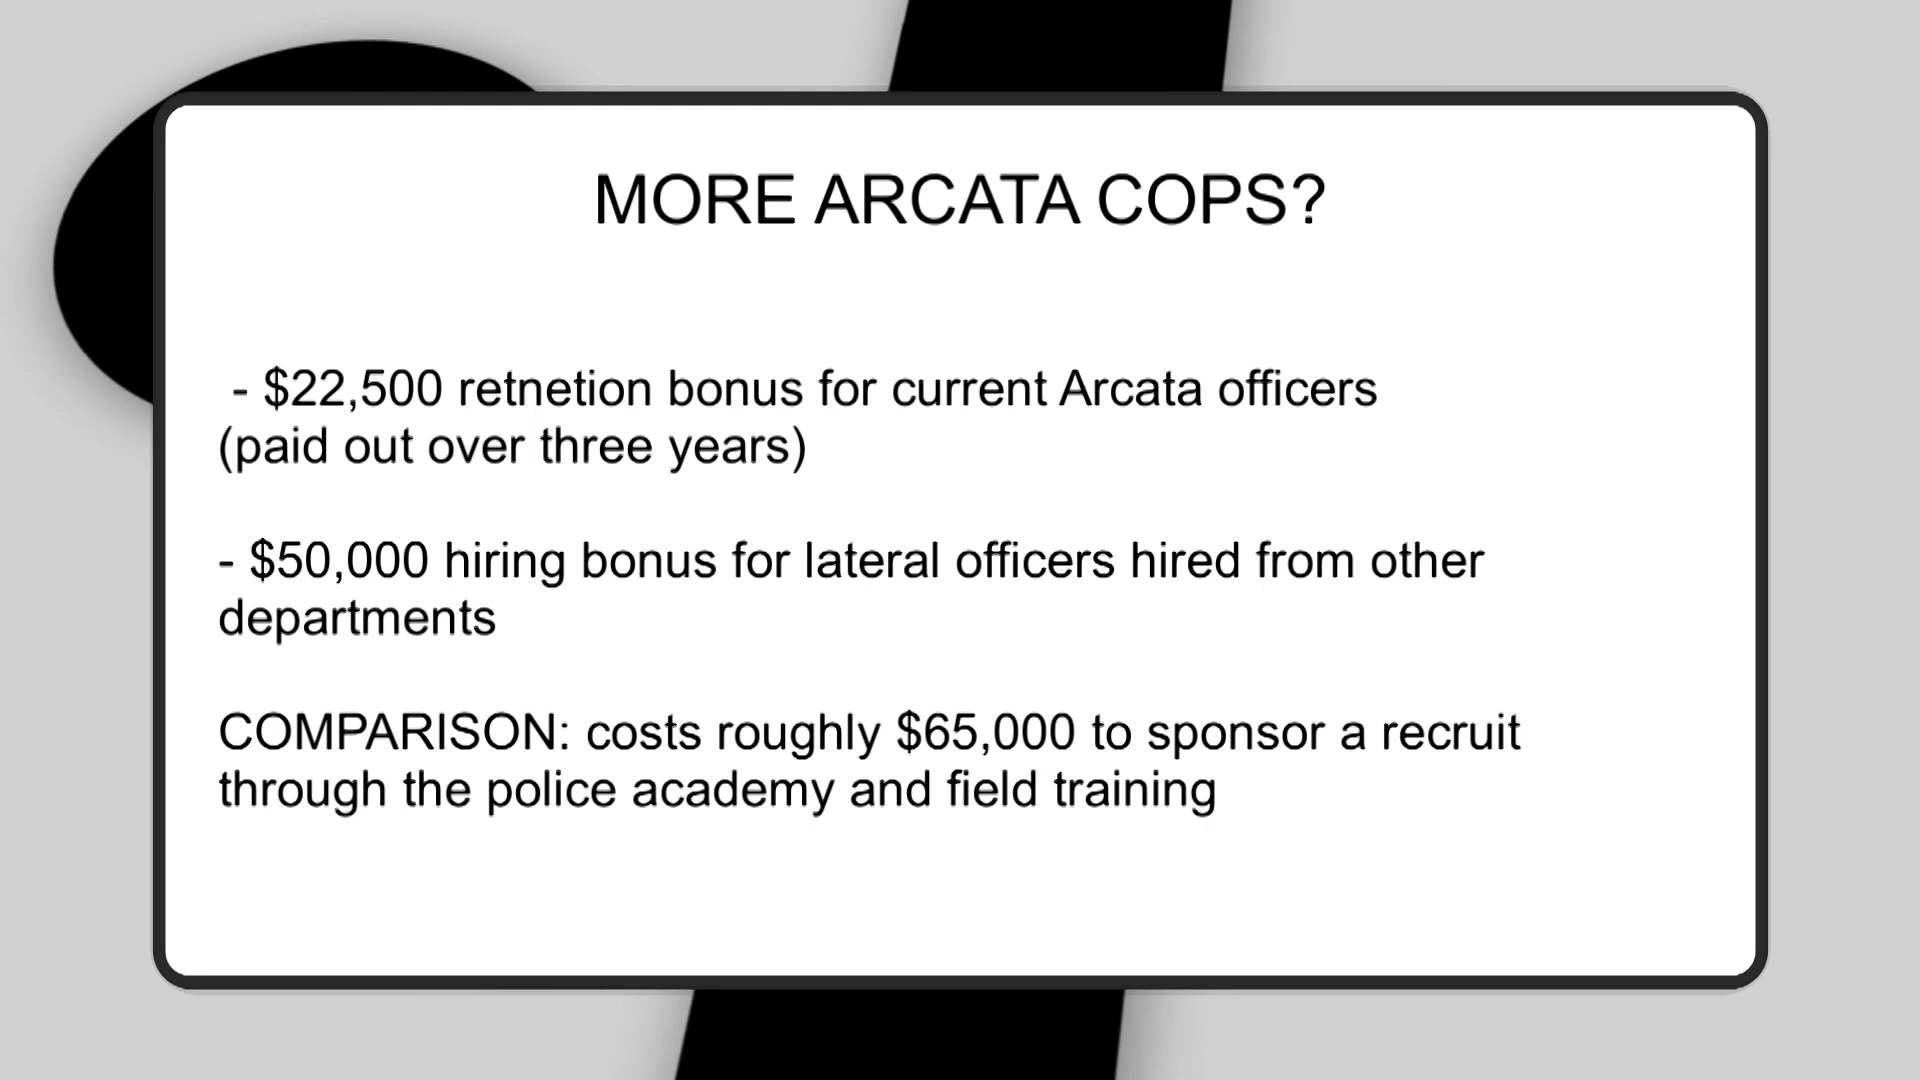 MORE ARCATA COPS?
- $22,500 retnetion bonus for current Arcata officers
(paid out over three years)
- $50,000 hiring bonus for lateral officers hired from other
departments
COMPARISON: costs roughly $65,000 to sponsor a recruit
through the police academy and field training